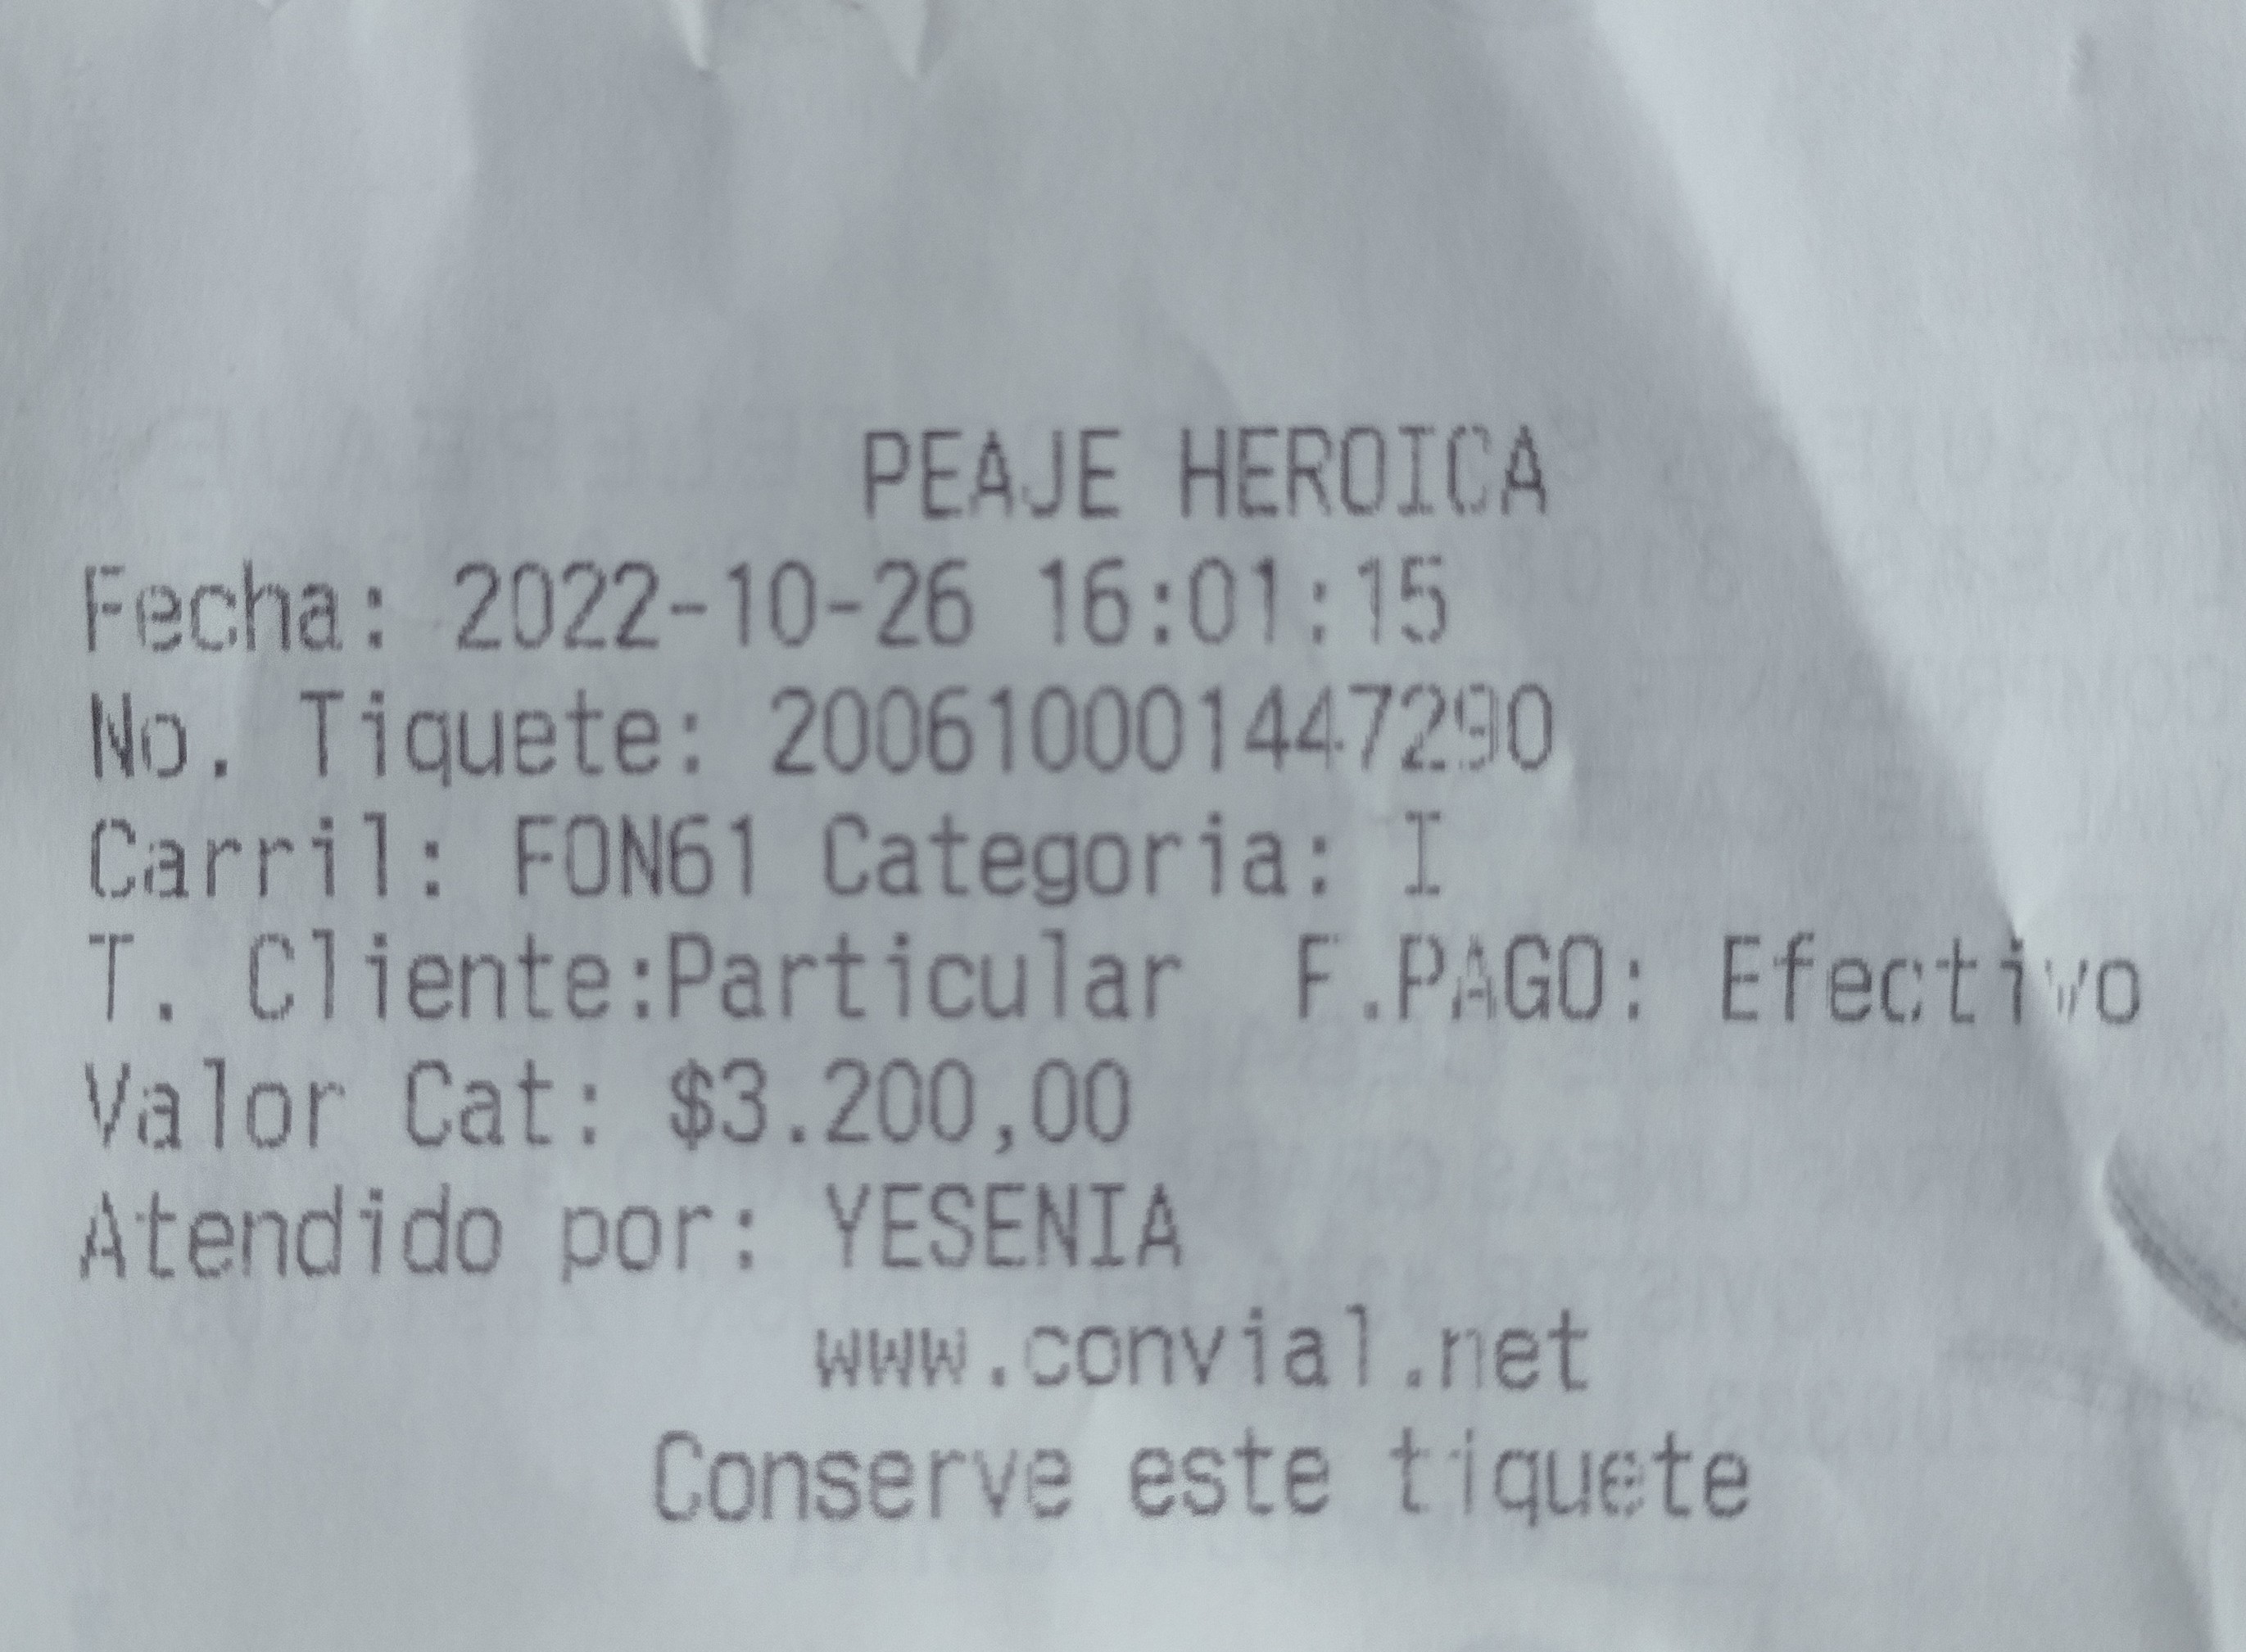 PEAJE HEROICA
Fecha: 2022-10-26 16:01:15
No. Tiquete: 200610001447290
Carril: FON61 Categoria: I
T. Cliente:Particular F.PAGO: Efectivo
Valor Cat: $3.200,00
Atendido por: YESENIA
www.convial.net
Conserve este tiquete